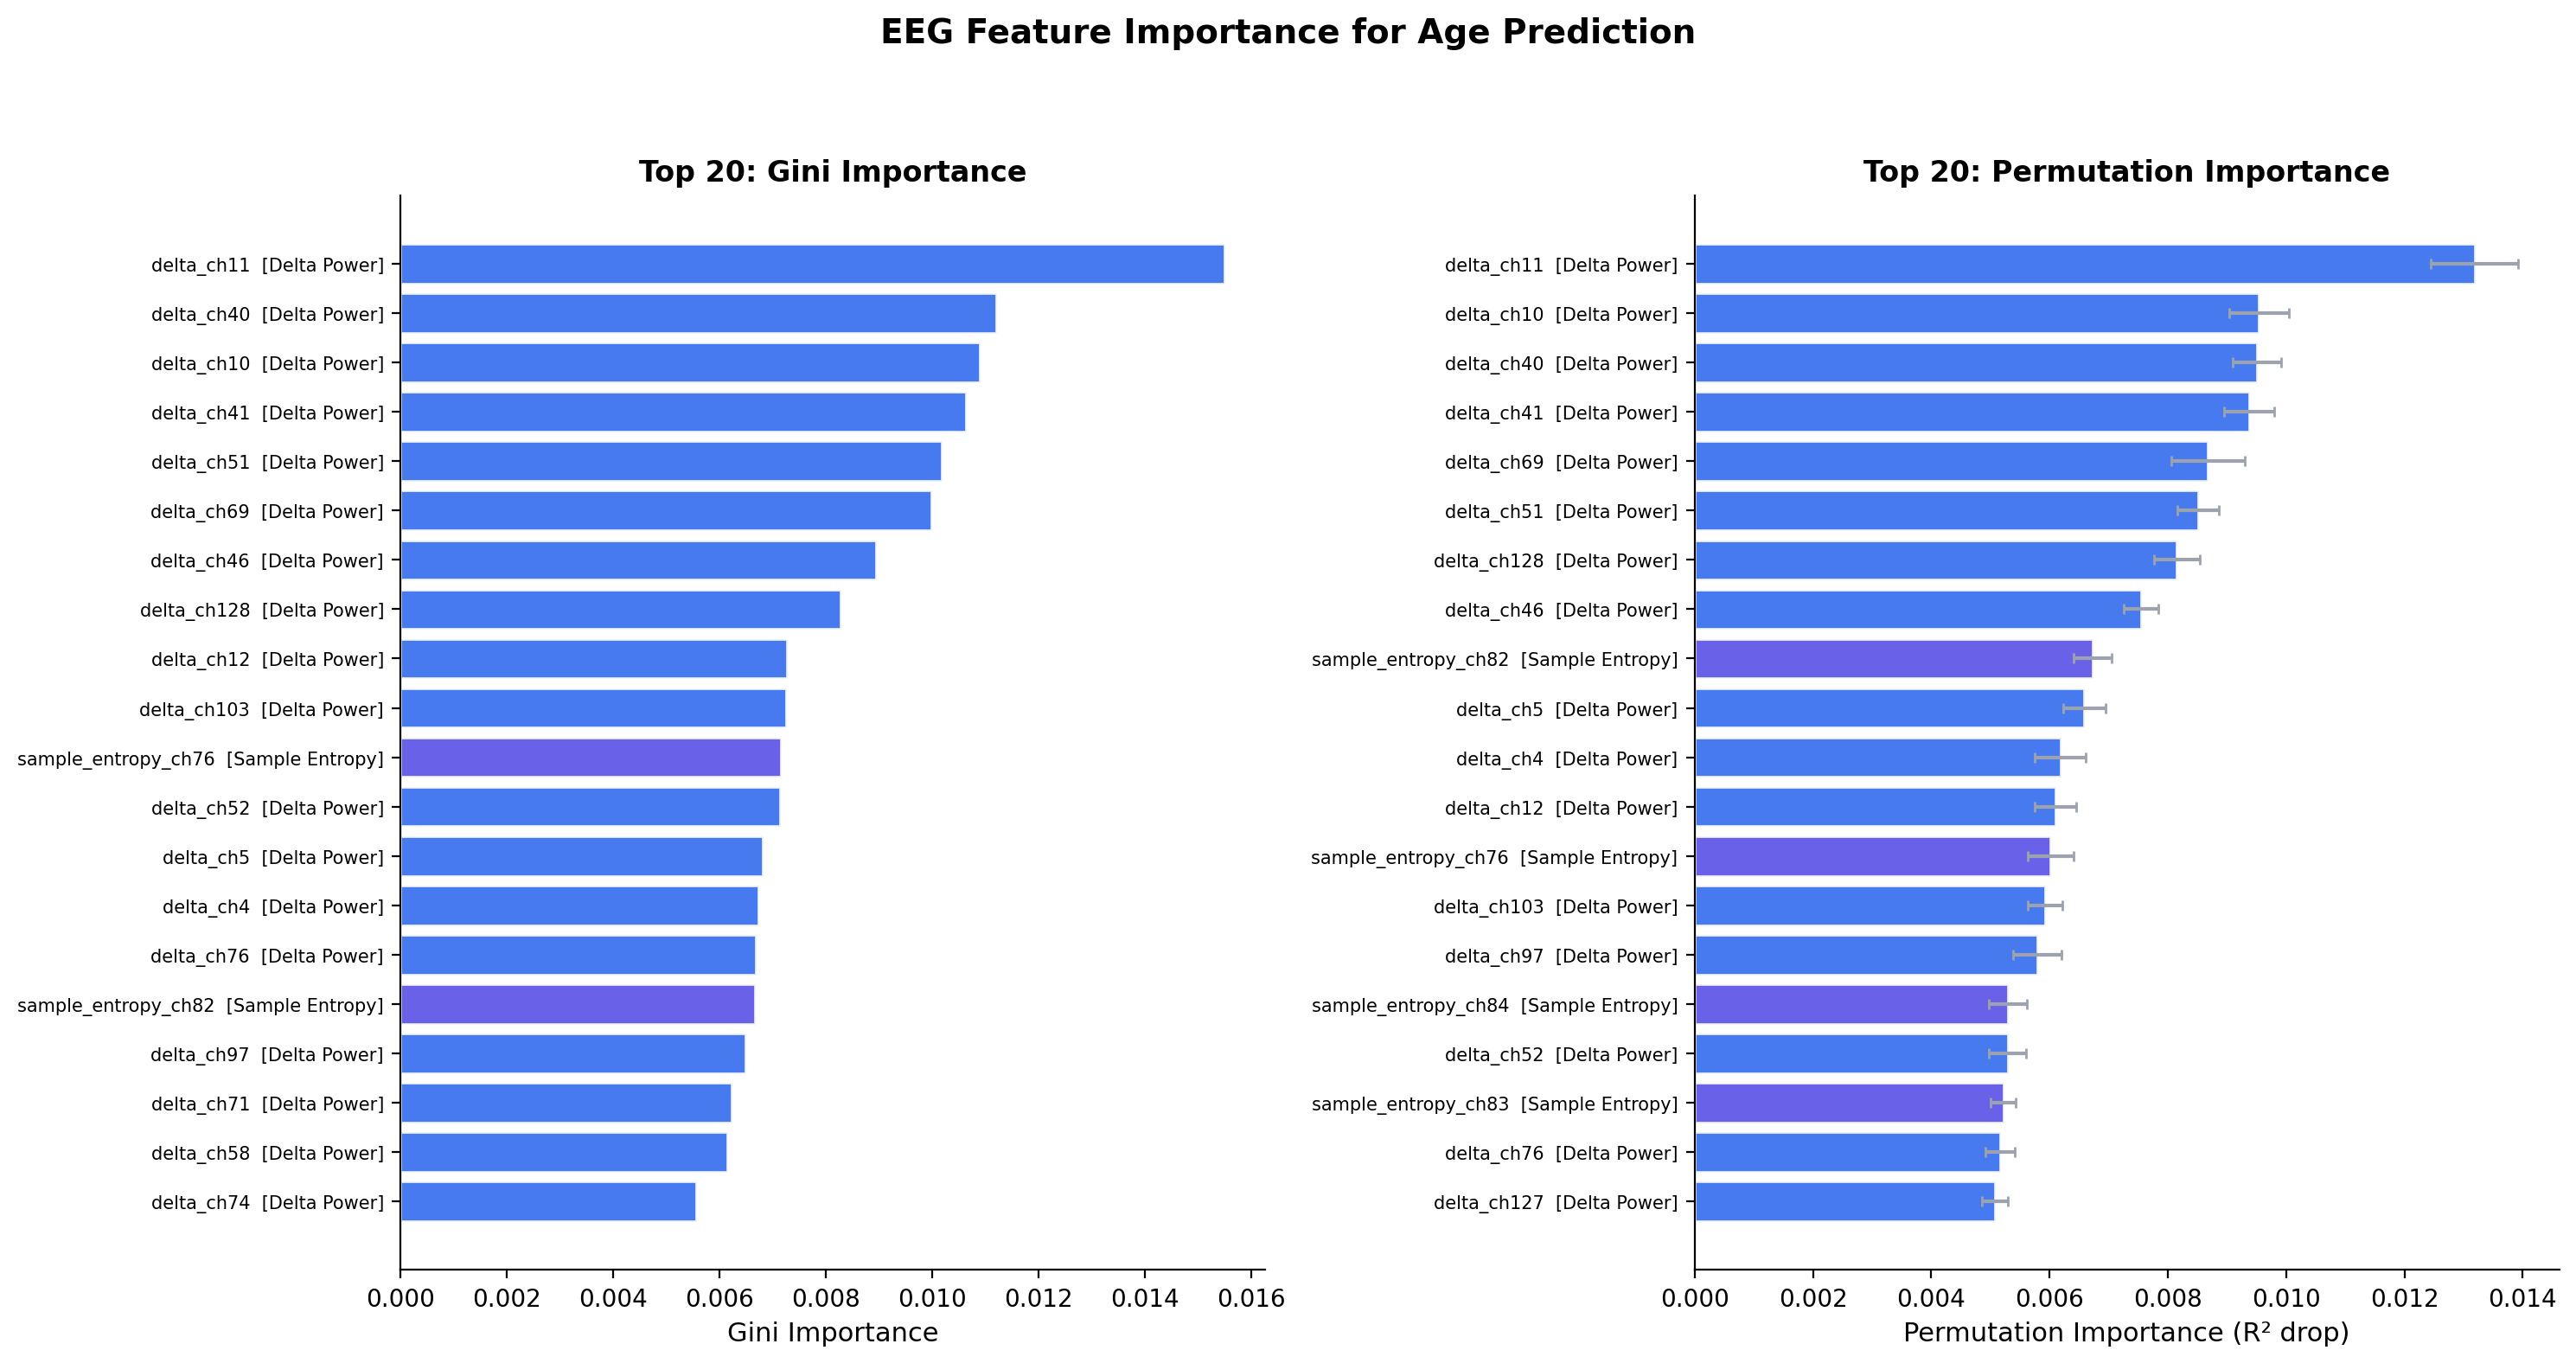 EEG Feature Importance for Age Prediction
Top 20: Gini Importance
delta_ch11 [Delta Power]
delta_ch40 [Delta Power]
delta_ch10 [Delta Power]
delta_ch41 [Delta Power]
delta_ch51 [Delta Power]
delta_ch69 [Delta Power]
delta_ch46 [Delta Power]
delta_ch128 [Delta Power]
delta_ch12 [Delta Power]
delta_ch103 [Delta Power]
sample_entropy_ch76 [Sample Entropy]
delta_ch52 [Delta Power]
delta_ch5 [Delta Power]
delta_ch4 [Delta Power]
delta_ch76 [Delta Power]
sample_entropy_ch82 [Sample Entropy]
delta_ch97 [Delta Power]
delta_ch71 [Delta Power]
delta_ch58 [Delta Power]
delta_ch74 [Delta Power]
0.000 0.002 0.004 0.006 0.008 0.010 0.012 0.014 0.016
Gini Importance
Top 20: Permutation Importance
delta_ch11 [Delta Power]
delta_ch10 [Delta Power]
delta_ch40 [Delta Power]
delta_ch41 [Delta Power]
delta_ch69 [Delta Power]
delta_ch51 [Delta Power]
delta_ch128 [Delta Power]
delta_ch46 [Delta Power]
sample_entropy_ch82 [Sample Entropy]
delta_ch5 [Delta Power]
delta_ch4 [Delta Power]
delta_ch12 [Delta Power]
sample_entropy_ch76 [Sample Entropy]
delta_ch103 [Delta Power]
delta_ch97 [Delta Power]
sample_entropy_ch84 [Sample Entropy]
delta_ch52 [Delta Power]
sample_entropy_ch83 [Sample Entropy]
delta_ch76 [Delta Power]
delta_ch127 [Delta Power]
0.000 0.002 0.004 0.006 0.008 0.010 0.012 0.014
Permutation Importance (R² drop)